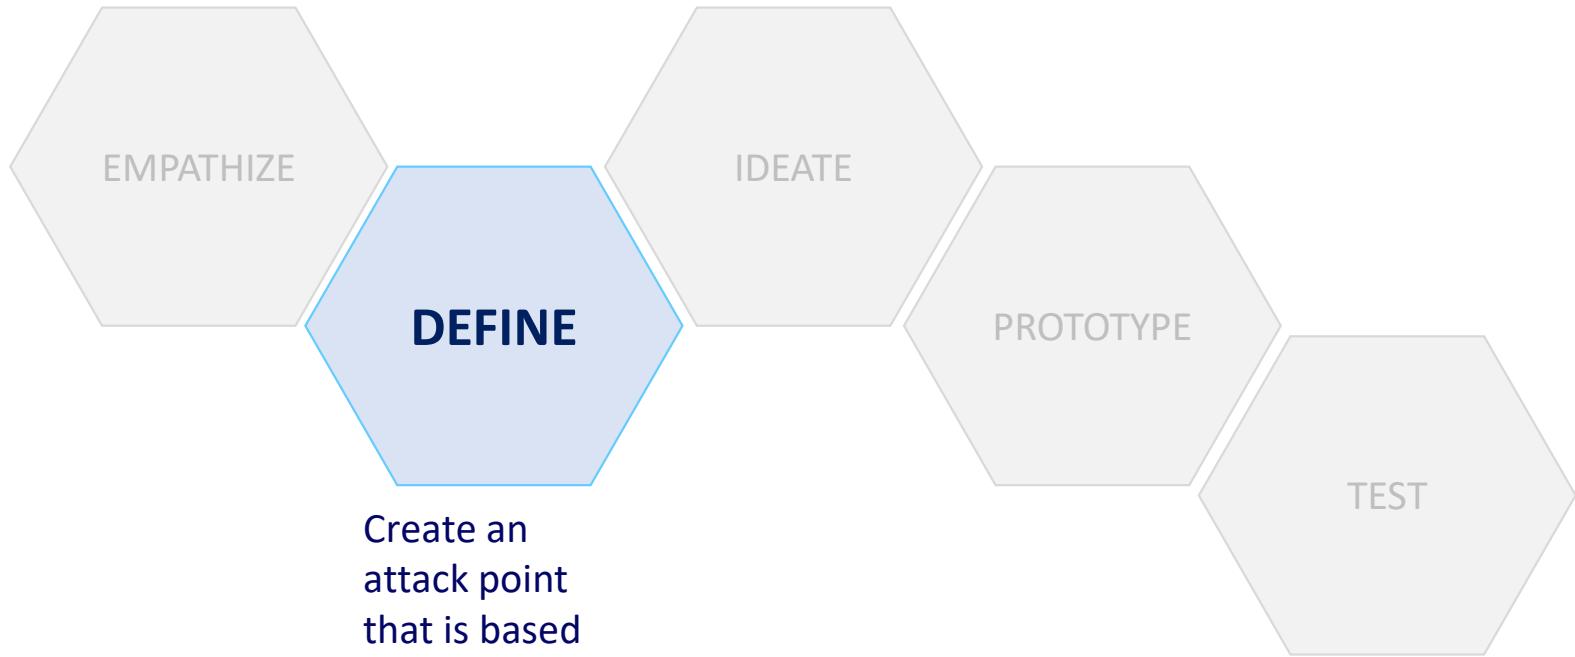 EMPATHIZE
IDEATE
DEFINE
PROTOTYPE
TEST
Create an
attack point
that is based